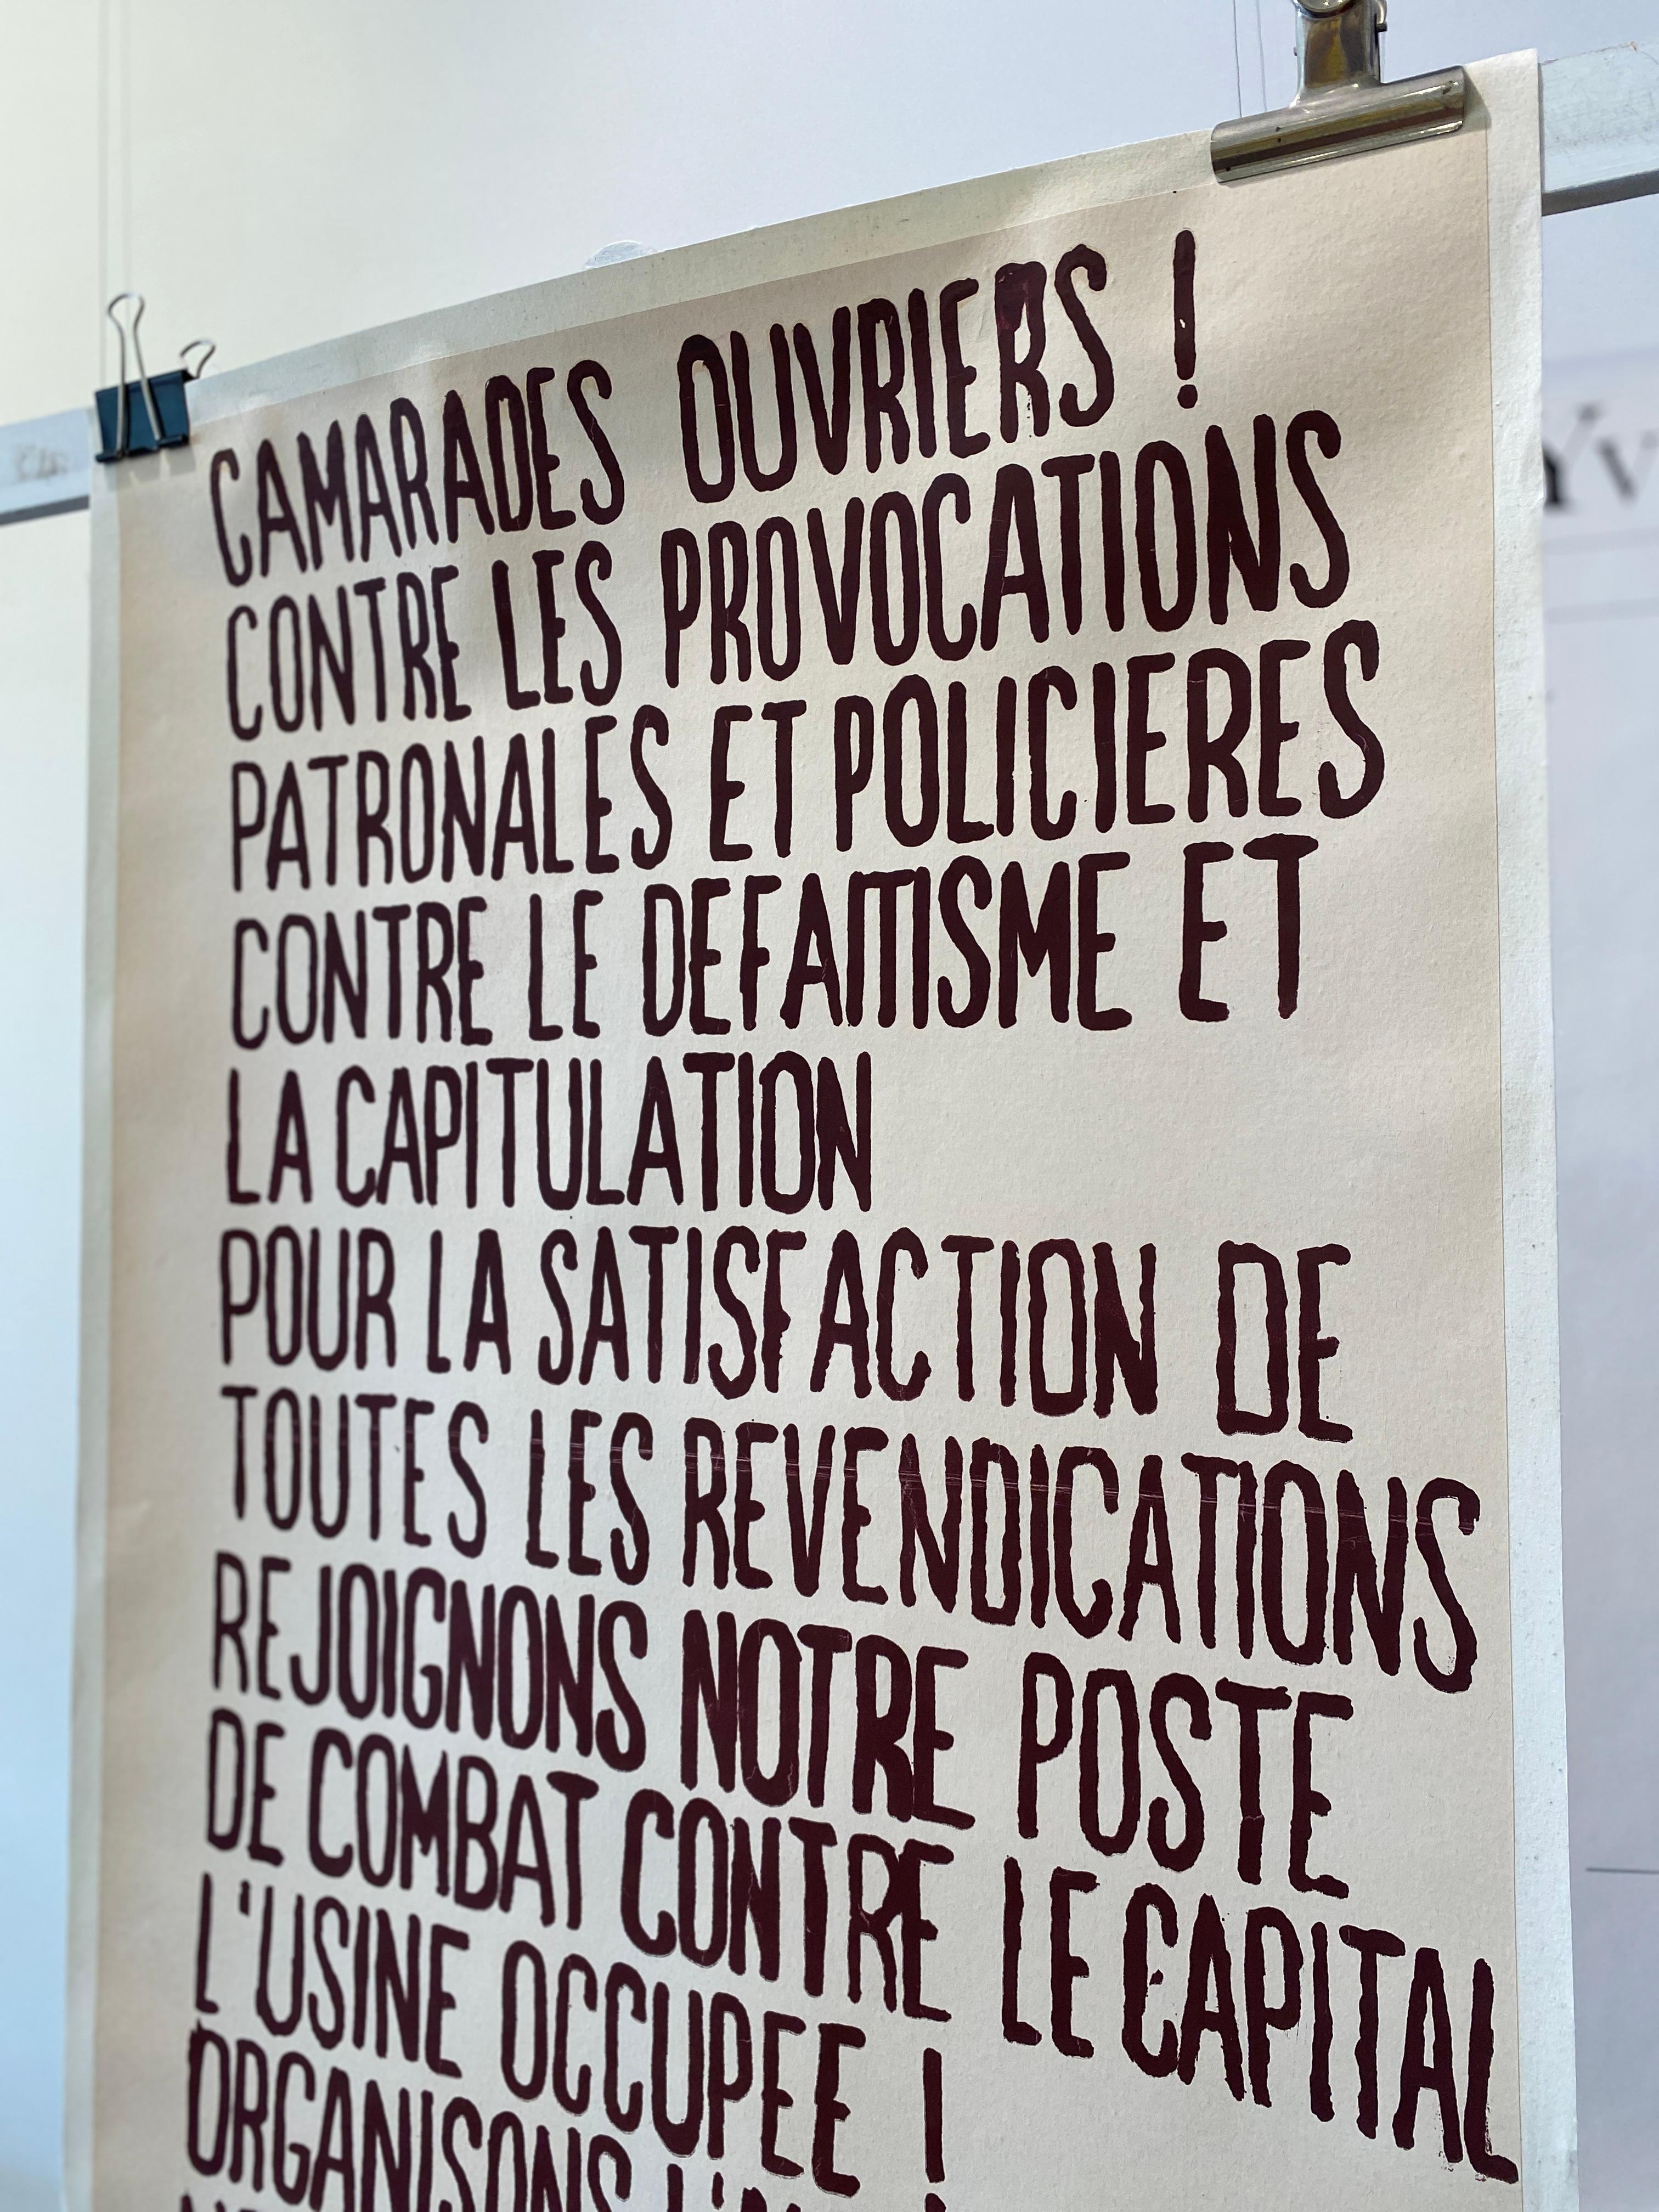 CAMARADES OUVRIERS !
CONTRE LES PROVOCATIONS
PATRONALES ET POLICIERES
CONTRE LE DEFAITISME ET
LA CAPITULATION
POUR LA SATISFACTION DE
TOUTES LES REVENDICATIONS
REJOIGNONS NOTRE POSTE
DE COMBAT CONTRE LE CAPITAL
L'USINE OCCUPEE !
ORGANISONS